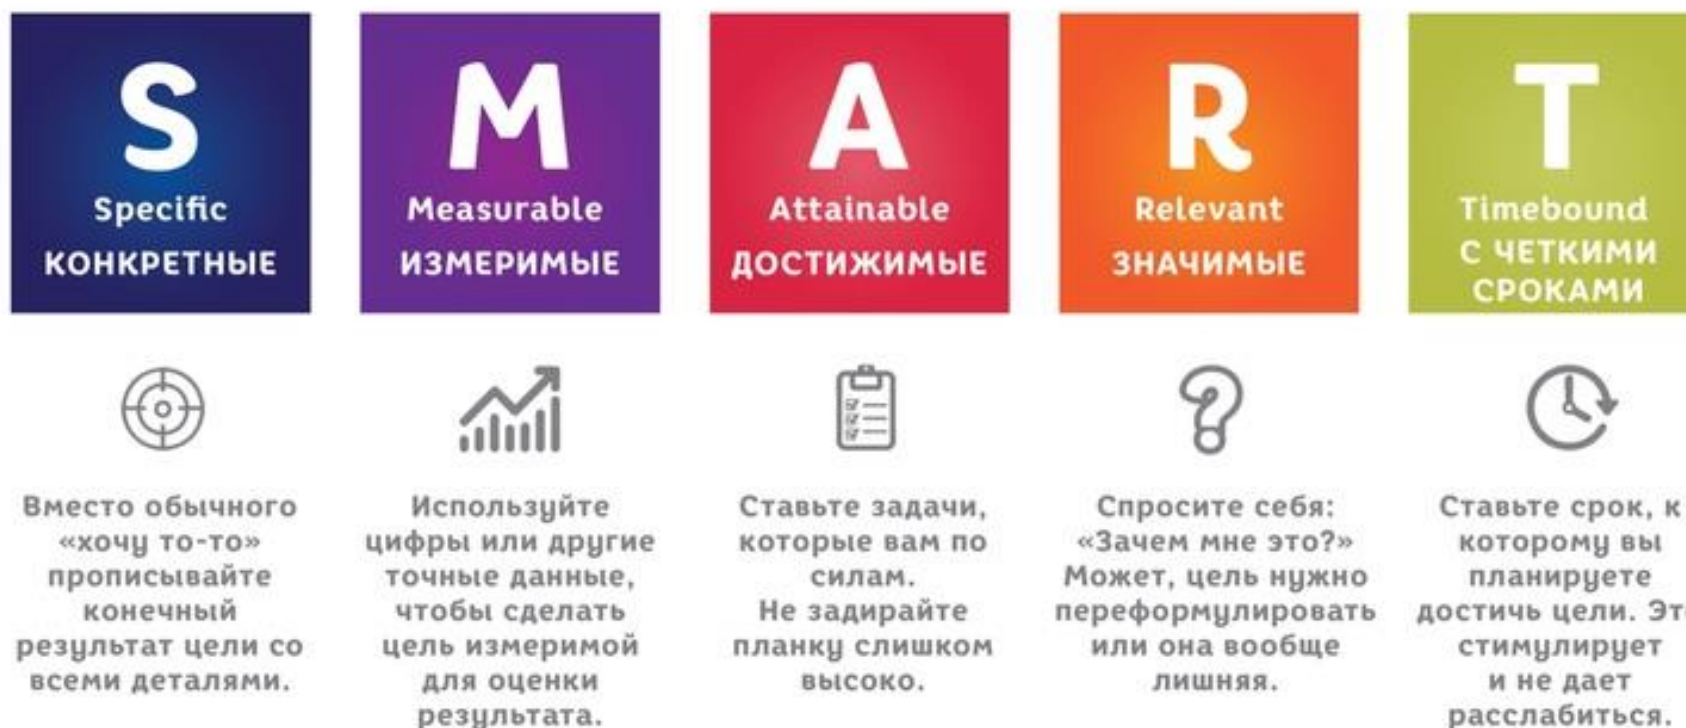 S
Specific
КОНКРЕТНЫЕ
Вместо обычного
«хочу то-то»
прописывайте
конечный
результат цели со
всеми деталями.
M
Measurable
ИЗМЕРИМЫЕ
Используйте
цифры или другие
точные данные,
чтобы сделать
цель измеримой
для оценки
результата.
A
Attainable
ДОСТИЖИМЫЕ
Ставьте задачи,
которые вам по
силам.
Не задирайте
планку слишком
высоко.
R
Relevant
ЗНАЧИМЫЕ
Спросите себя:
«Зачем мне это?»
Может, цель нужно
переформулировать
или она вообще
лишняя.
T
Timebound
С ЧЕТКИМИ
СРОКАМИ
Ставьте срок, к
которому вы
планируете
достичь цели. Это
стимулирует
и не дает
расслабиться.